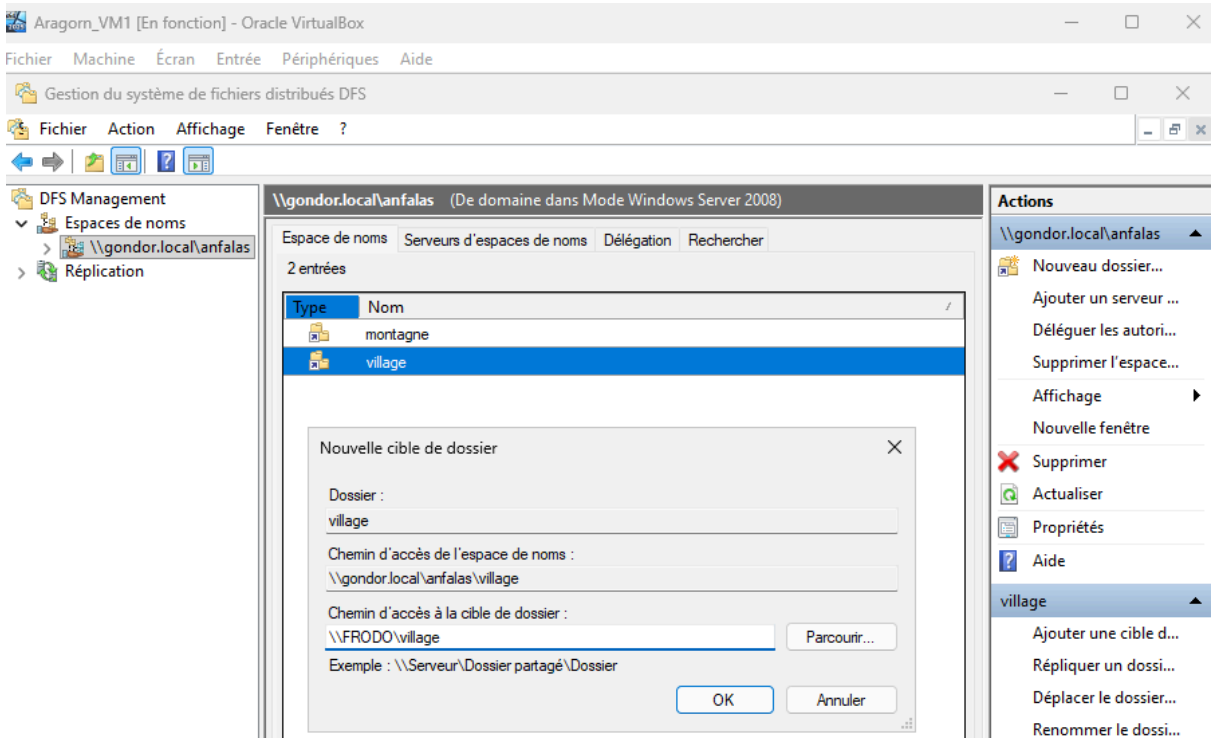 Aragorn_VM1 [En fonction] - Oracle VirtualBox
Fichier Machine Écran Entrée Périphériques Aide
Gestion du système de fichiers distribués DFS
Fichier Action Affichage Fenêtre ?
DFS Management
Espaces de noms
\\gondor.local\anfalas
Réplication
\\gondor.local\anfalas (De domaine dans Mode Windows Server 2008)
Espace de noms Serveurs d'espaces de noms Délégation Rechercher
2 entrées
Type Nom
montagne
village
Nouvelle cible de dossier
Dossier :
village
Chemin d'accès de l'espace de noms :
\\gondor.local\anfalas\village
Chemin d'accès à la cible de dossier :
\\FRODO\village
Parcourir...
Exemple : \\Serveur\Dossier partagé\Dossier
OK Annuler
Actions
\\gondor.local\anfalas
Nouveau dossier...
Ajouter un serveur ...
Déléguer les autori...
Supprimer l'espace...
Affichage
Nouvelle fenêtre
Supprimer
Actualiser
Propriétés
Aide
village
Ajouter une cible d...
Répliquer un dossi...
Déplacer le dossier...
Renommer le dossi...